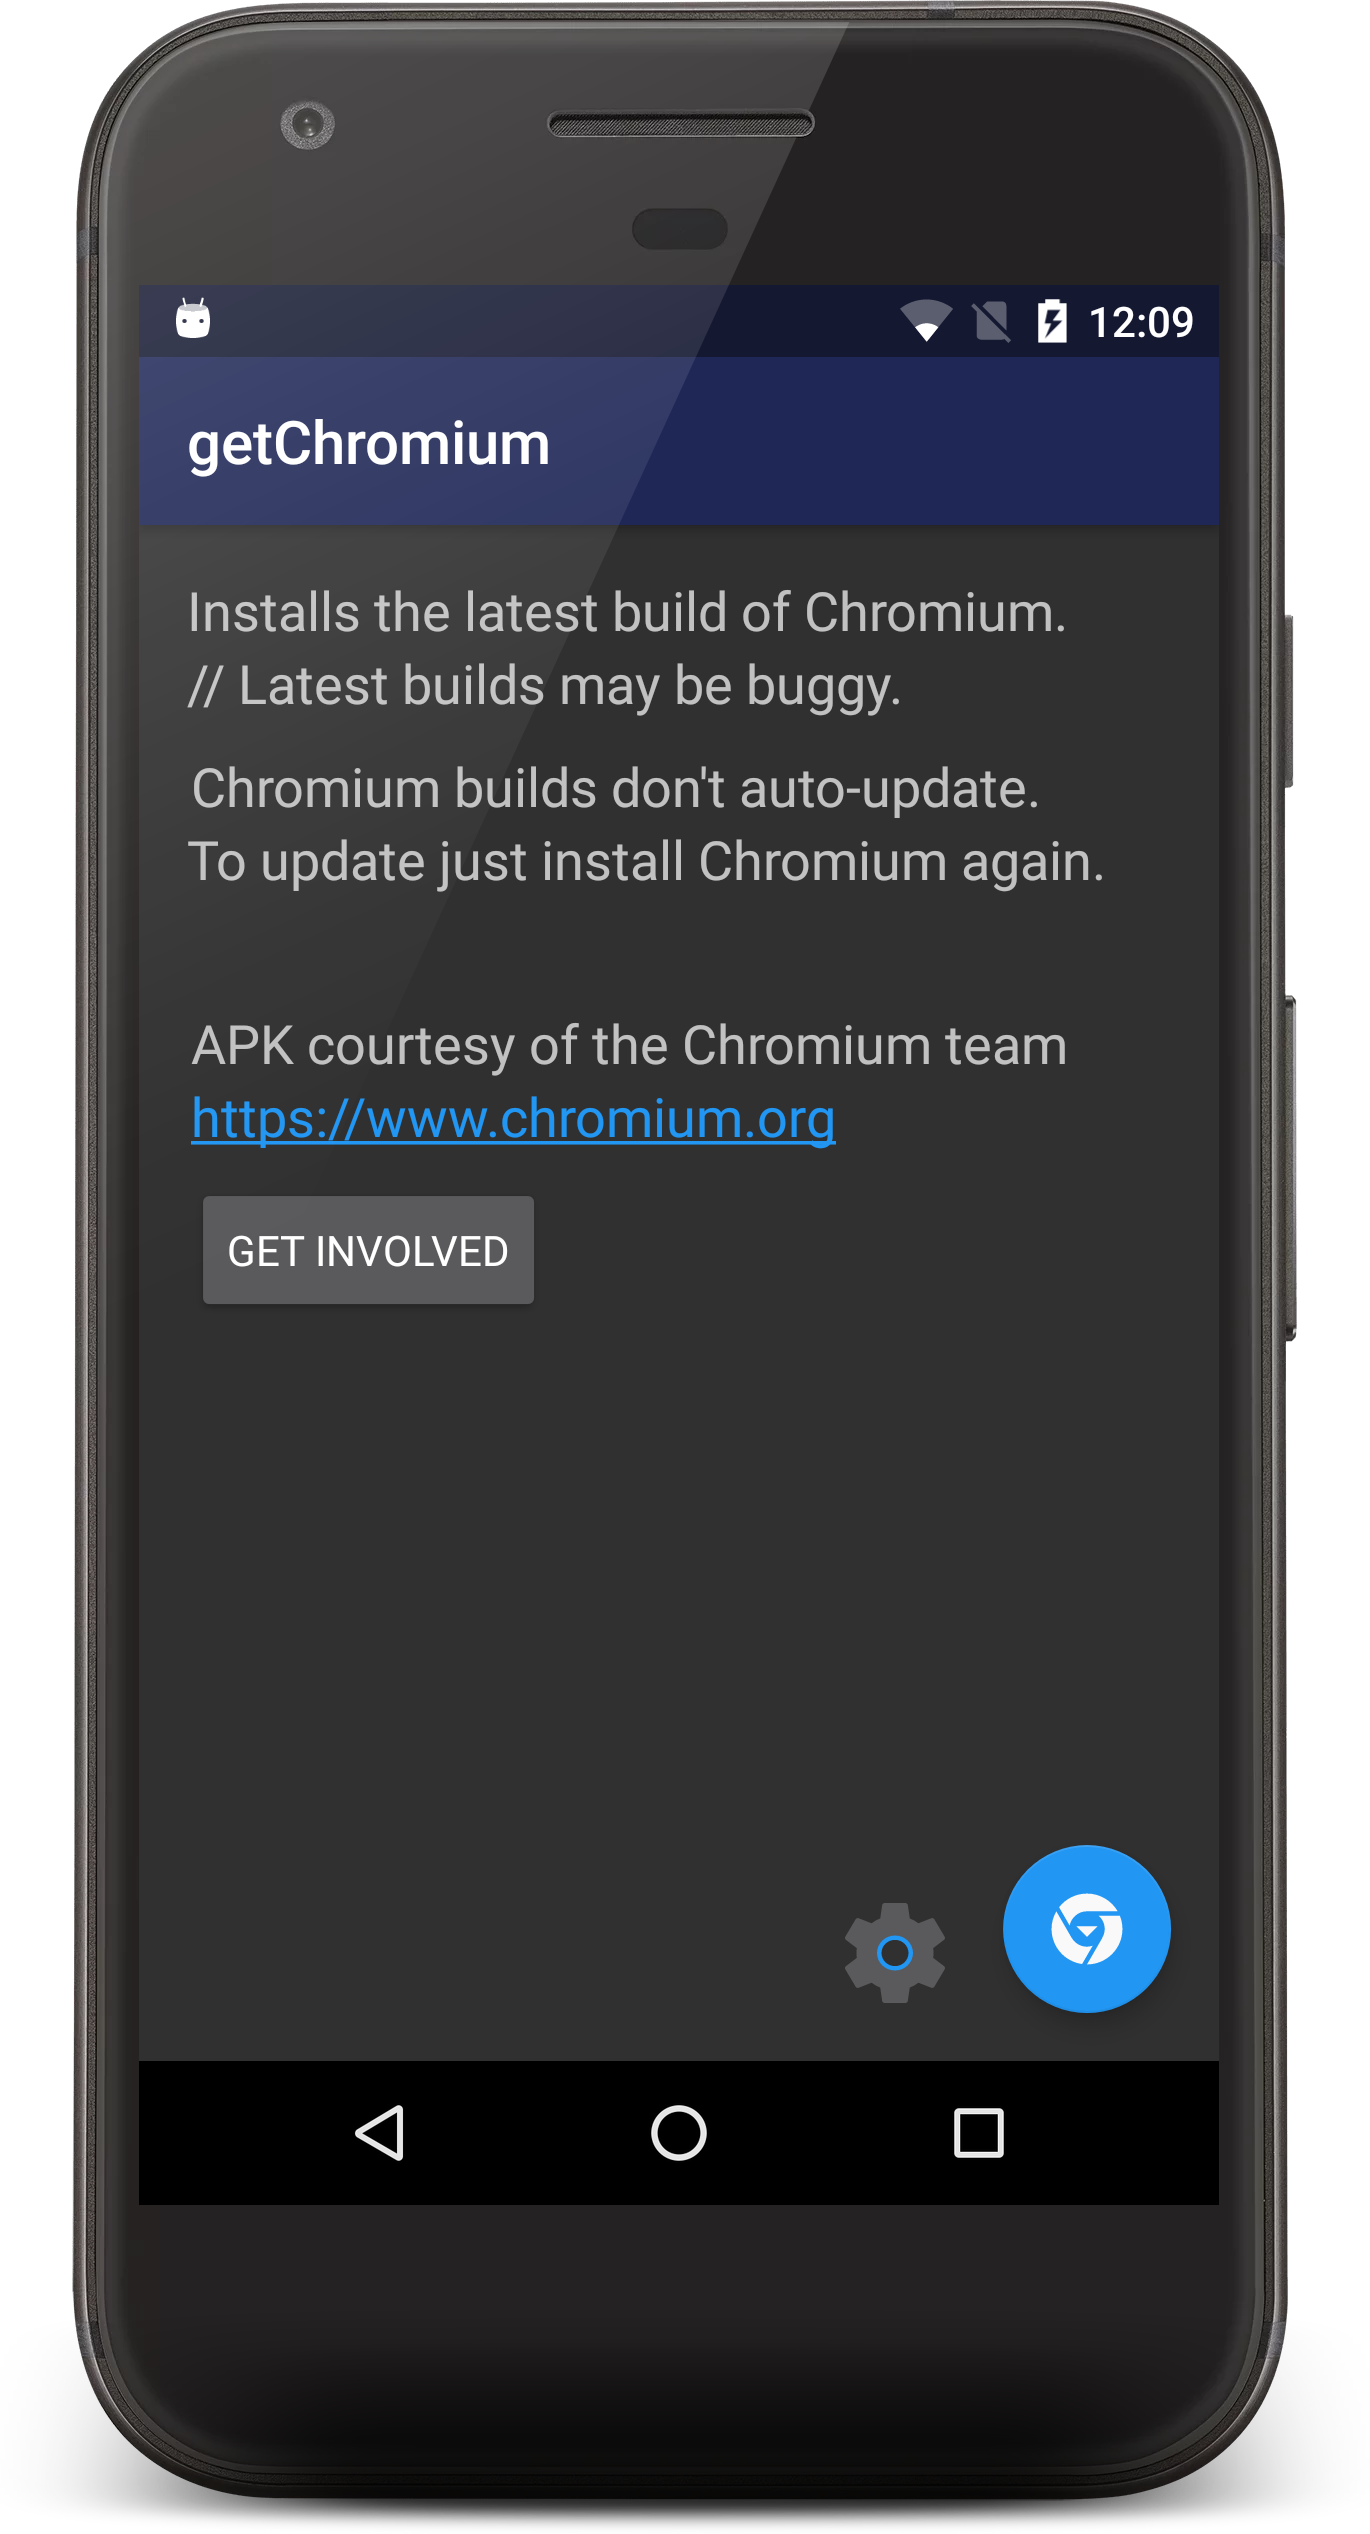 12:09
getChromium
Installs the latest build of Chromium.
// Latest builds may be buggy.
Chromium builds don't auto-update.
To update just install Chromium again.
APK courtesy of the Chromium team
https://www.chromium.org
GET INVOLVED